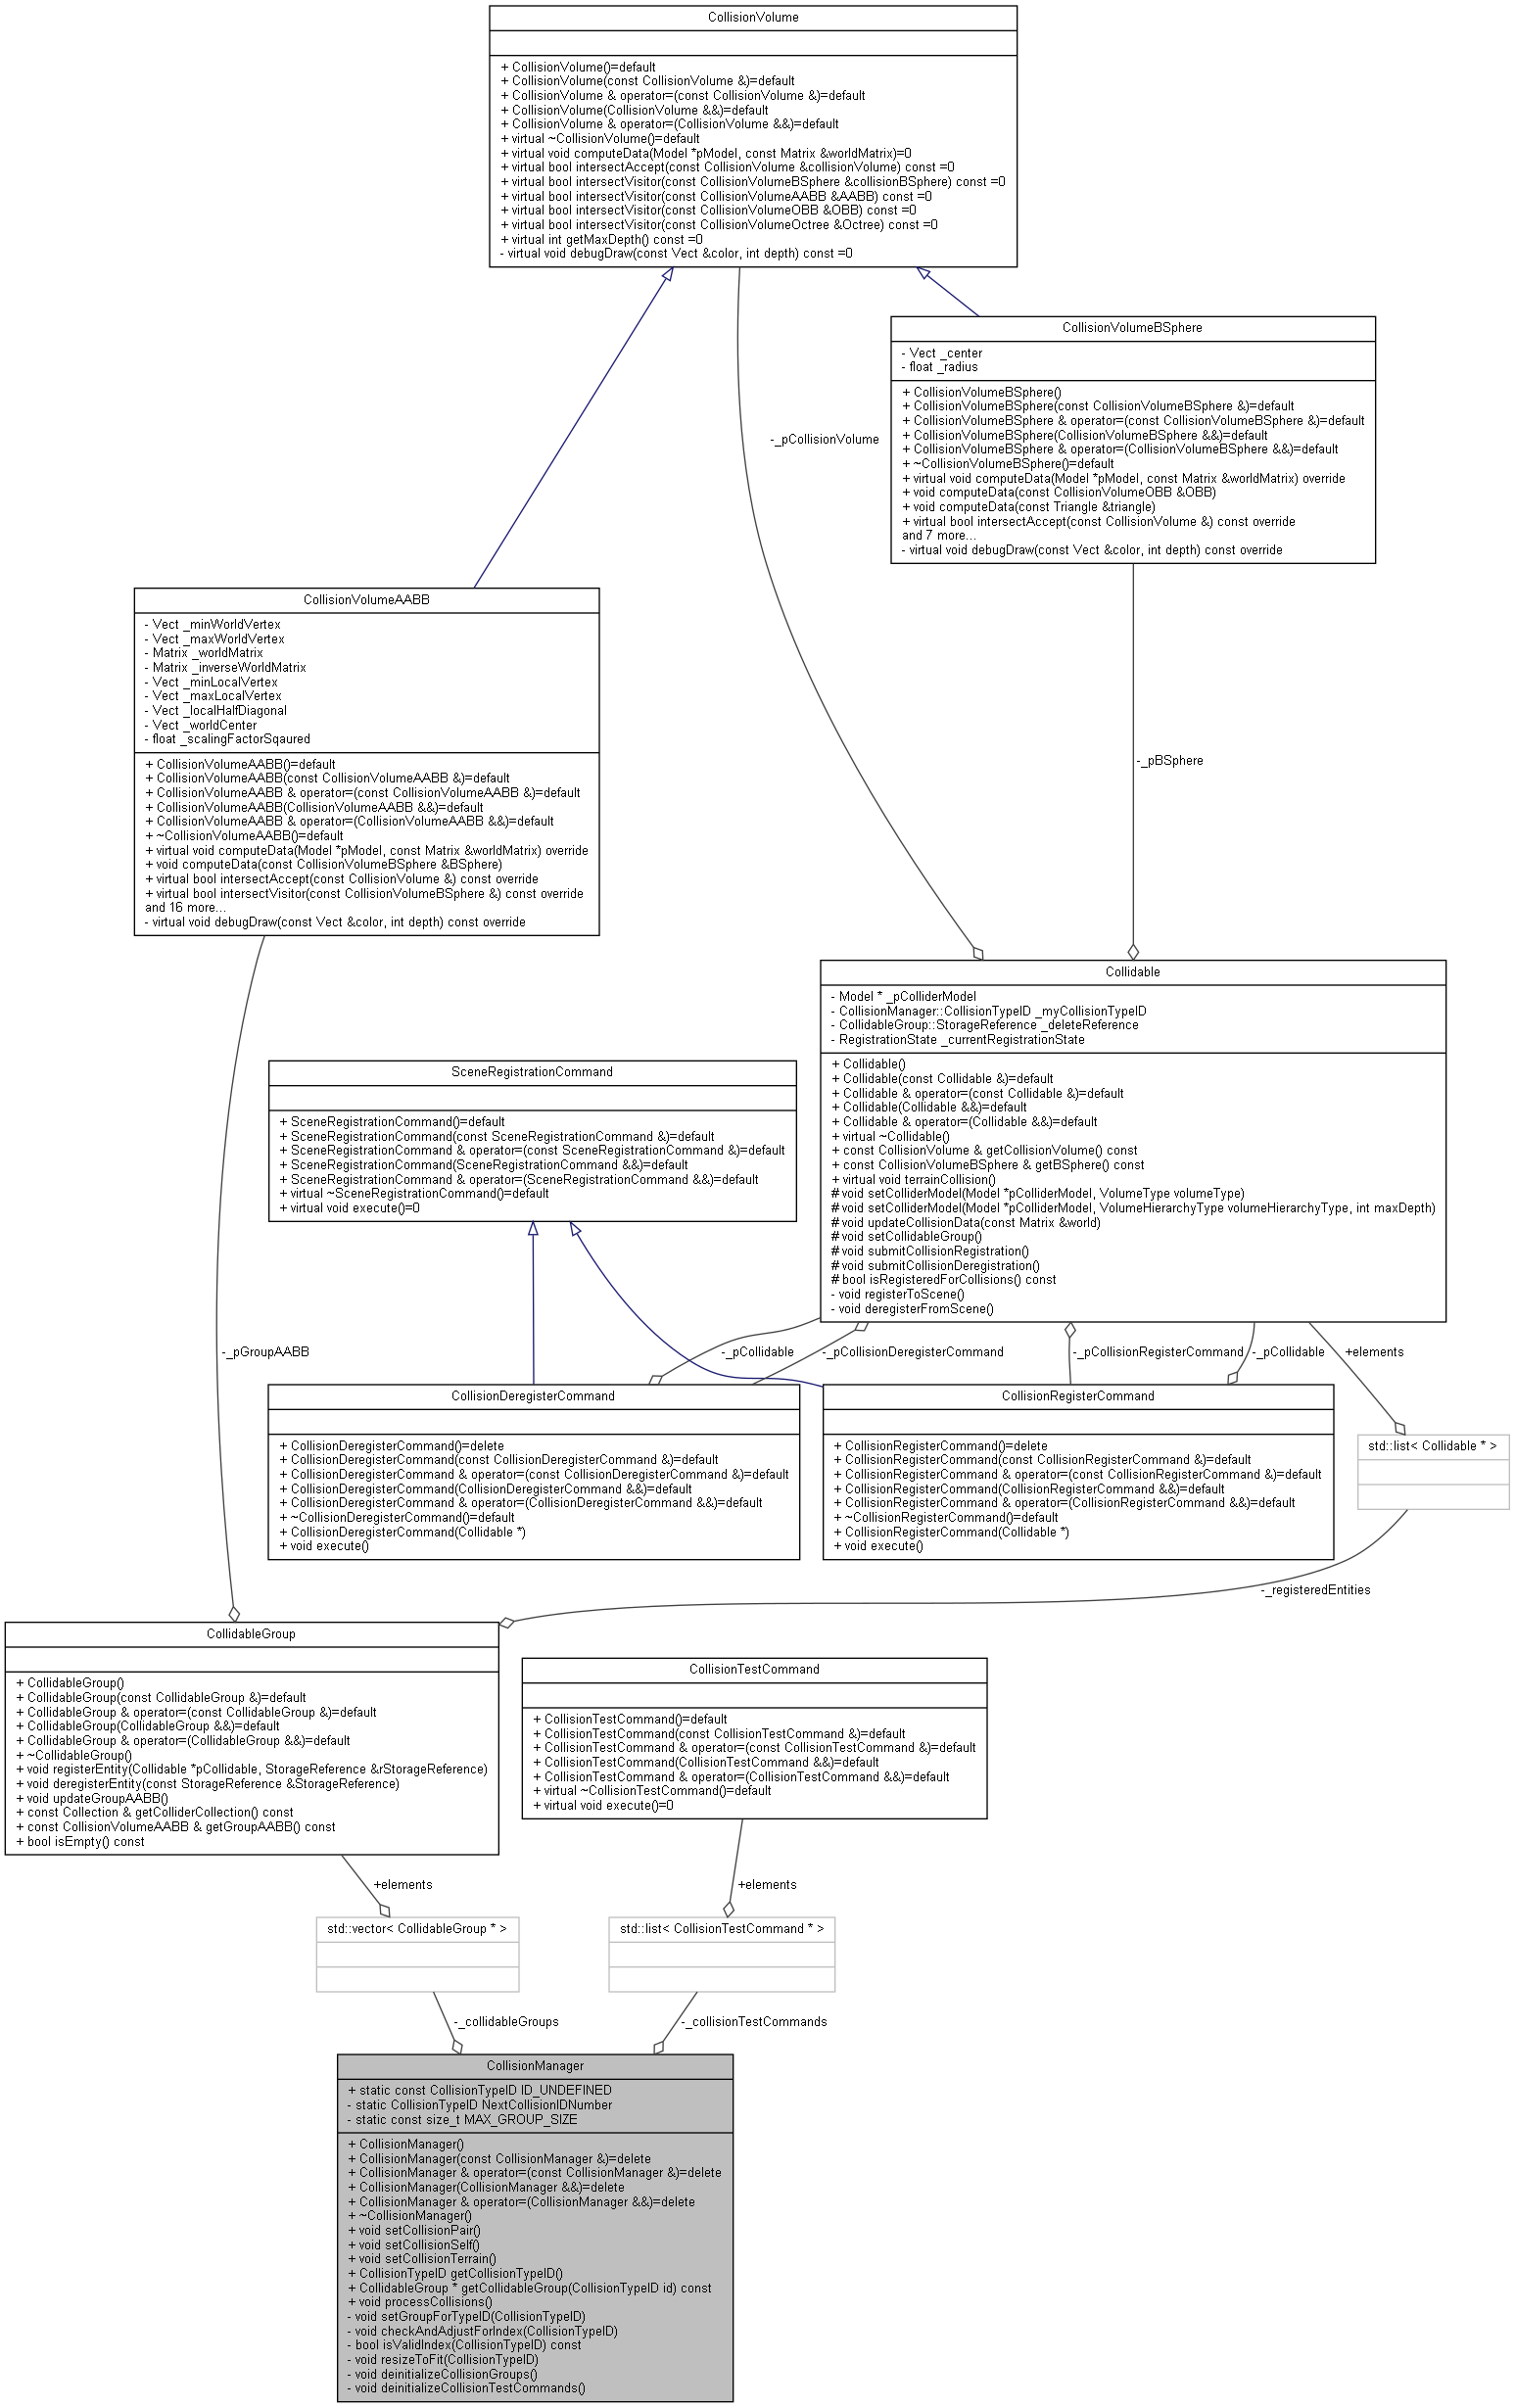 CollisionVolume
+ CollisionVolume()=default
+ CollisionVolume(const CollisionVolume &)=default
+ CollisionVolume & operator=(const CollisionVolume &)=default
+ CollisionVolume(CollisionVolume &&)=default
+ CollisionVolume & operator=(CollisionVolume &&)=default
+ virtual ~CollisionVolume()=default
+ virtual void computeData(Model *pModel, const Matrix &worldMatrix)=0
+ virtual bool intersectAccept(const CollisionVolume &collisionVolume) const =0
+ virtual bool intersectVisitor(const CollisionVolumeBSphere &collisionBSphere) const =0
+ virtual bool intersectVisitor(const CollisionVolumeAABB &AABB) const =0
+ virtual bool intersectVisitor(const CollisionVolumeOBB &OBB) const =0
+ virtual bool intersectVisitor(const CollisionVolumeOctree &Octree) const =0
+ virtual int getMaxDepth() const =0
- virtual void debugDraw(const Vect &color, int depth) const =0
CollisionVolumeBSphere
- Vect _center
- float _radius
+ CollisionVolumeBSphere()
+ CollisionVolumeBSphere(const CollisionVolumeBSphere &)=default
+ CollisionVolumeBSphere & operator=(const CollisionVolumeBSphere &)=default
+ CollisionVolumeBSphere(CollisionVolumeBSphere &&)=default
+ CollisionVolumeBSphere & operator=(CollisionVolumeBSphere &&)=default
+ ~CollisionVolumeBSphere()=default
+ virtual void computeData(Model *pModel, const Matrix &worldMatrix) override
+ void computeData(const CollisionVolumeOBB &OBB)
+ void computeData(const Triangle &triangle)
+ virtual bool intersectAccept(const CollisionVolume &) const override
and 7 more...
- virtual void debugDraw(const Vect &color, int depth) const override
-_pCollisionVolume
CollisionVolumeAABB
- Vect _minWorldVertex
- Vect _maxWorldVertex
- Matrix _worldMatrix
- Matrix _inverseWorldMatrix
- Vect _minLocalVertex
- Vect _maxLocalVertex
- Vect _localHalfDiagonal
- Vect _worldCenter
- float _scalingFactorSqaured
+ CollisionVolumeAABB()=default
+ CollisionVolumeAABB(const CollisionVolumeAABB &)=default
+ CollisionVolumeAABB & operator=(const CollisionVolumeAABB &)=default
+ CollisionVolumeAABB(CollisionVolumeAABB &&)=default
+ CollisionVolumeAABB & operator=(CollisionVolumeAABB &&)=default
+ ~CollisionVolumeAABB()=default
+ virtual void computeData(Model *pModel, const Matrix &worldMatrix) override
+ void computeData(const CollisionVolumeBSphere &BSphere)
+ virtual bool intersectAccept(const CollisionVolume &) const override
+ virtual bool intersectVisitor(const CollisionVolumeBSphere &) const override
and 16 more...
- virtual void debugDraw(const Vect &color, int depth) const override
-_pBSphere
Collidable
- Model * _pColliderModel
- CollisionManager::CollisionTypeID _myCollisionTypeID
- CollidableGroup::StorageReference _deleteReference
- RegistrationState _currentRegistrationState
+ Collidable()
+ Collidable(const Collidable &)=default
+ Collidable & operator=(const Collidable &)=default
+ Collidable(Collidable &&)=default
+ Collidable & operator=(Collidable &&)=default
+ virtual ~Collidable()
+ const CollisionVolume & getCollisionVolume() const
+ const CollisionVolumeBSphere & getBSphere() const
+ virtual void terrainCollision()
# void setColliderModel(Model *pColliderModel, VolumeType volumeType)
# void setColliderModel(Model *pColliderModel, VolumeHierarchyType volumeHierarchyType, int maxDepth)
# void updateCollisionData(const Matrix &world)
# void setCollidableGroup()
# void submitCollisionRegistration()
# void submitCollisionDeregistration()
# bool isRegisteredForCollisions() const
- void registerToScene()
- void deregisterFromScene()
SceneRegistrationCommand
+ SceneRegistrationCommand()=default
+ SceneRegistrationCommand(const SceneRegistrationCommand &)=default
+ SceneRegistrationCommand & operator=(const SceneRegistrationCommand &)=default
+ SceneRegistrationCommand(SceneRegistrationCommand &&)=default
+ SceneRegistrationCommand & operator=(SceneRegistrationCommand &&)=default
+ virtual ~SceneRegistrationCommand()=default
+ virtual void execute()=0
-_pGroupAABB
-_pCollidable
-_pCollisionDeregisterCommand
-_pCollisionRegisterCommand
-_pCollidable
+elements
CollisionDeregisterCommand
+ CollisionDeregisterCommand()=delete
+ CollisionDeregisterCommand(const CollisionDeregisterCommand &)=default
+ CollisionDeregisterCommand & operator=(const CollisionDeregisterCommand &)=default
+ CollisionDeregisterCommand(CollisionDeregisterCommand &&)=default
+ CollisionDeregisterCommand & operator=(CollisionDeregisterCommand &&)=default
+ ~CollisionDeregisterCommand()=default
+ CollisionDeregisterCommand(Collidable *)
+ void execute()
CollisionRegisterCommand
+ CollisionRegisterCommand()=delete
+ CollisionRegisterCommand(const CollisionRegisterCommand &)=default
+ CollisionRegisterCommand & operator=(const CollisionRegisterCommand &)=default
+ CollisionRegisterCommand(CollisionRegisterCommand &&)=default
+ CollisionRegisterCommand & operator=(CollisionRegisterCommand &&)=default
+ ~CollisionRegisterCommand()=default
+ CollisionRegisterCommand(Collidable *)
+ void execute()
std::list< Collidable * >
-_registeredEntities
CollidableGroup
+ CollidableGroup()
+ CollidableGroup(const CollidableGroup &)=default
+ CollidableGroup & operator=(const CollidableGroup &)=default
+ CollidableGroup(CollidableGroup &&)=default
+ CollidableGroup & operator=(CollidableGroup &&)=default
+ ~CollidableGroup()
+ void registerEntity(Collidable *pCollidable, StorageReference &rStorageReference)
+ void deregisterEntity(const StorageReference &StorageReference)
+ void updateGroupAABB()
+ const Collection & getColliderCollection() const
+ const CollisionVolumeAABB & getGroupAABB() const
+ bool isEmpty() const
CollisionTestCommand
+ CollisionTestCommand()=default
+ CollisionTestCommand(const CollisionTestCommand &)=default
+ CollisionTestCommand & operator=(const CollisionTestCommand &)=default
+ CollisionTestCommand(CollisionTestCommand &&)=default
+ CollisionTestCommand & operator=(CollisionTestCommand &&)=default
+ virtual ~CollisionTestCommand()=default
+ virtual void execute()=0
+elements
+elements
std::vector< CollidableGroup * >
std::list< CollisionTestCommand * >
-_collidableGroups
-_collisionTestCommands
CollisionManager
+ static const CollisionTypeID ID_UNDEFINED
- static CollisionTypeID NextCollisionIDNumber
- static const size_t MAX_GROUP_SIZE
+ CollisionManager()
+ CollisionManager(const CollisionManager &)=delete
+ CollisionManager & operator=(const CollisionManager &)=delete
+ CollisionManager(CollisionManager &&)=delete
+ CollisionManager & operator=(CollisionManager &&)=delete
+ ~CollisionManager()
+ void setCollisionPair()
+ void setCollisionSelf()
+ void setCollisionTerrain()
+ CollisionTypeID getCollisionTypeID()
+ CollidableGroup * getCollidableGroup(CollisionTypeID id) const
+ void processCollisions()
- void setGroupForTypeID(CollisionTypeID)
- void checkAndAdjustForIndex(CollisionTypeID)
- bool isValidIndex(CollisionTypeID) const
- void resizeToFit(CollisionTypeID)
- void deinitializeCollisionGroups()
- void deinitializeCollisionTestCommands()